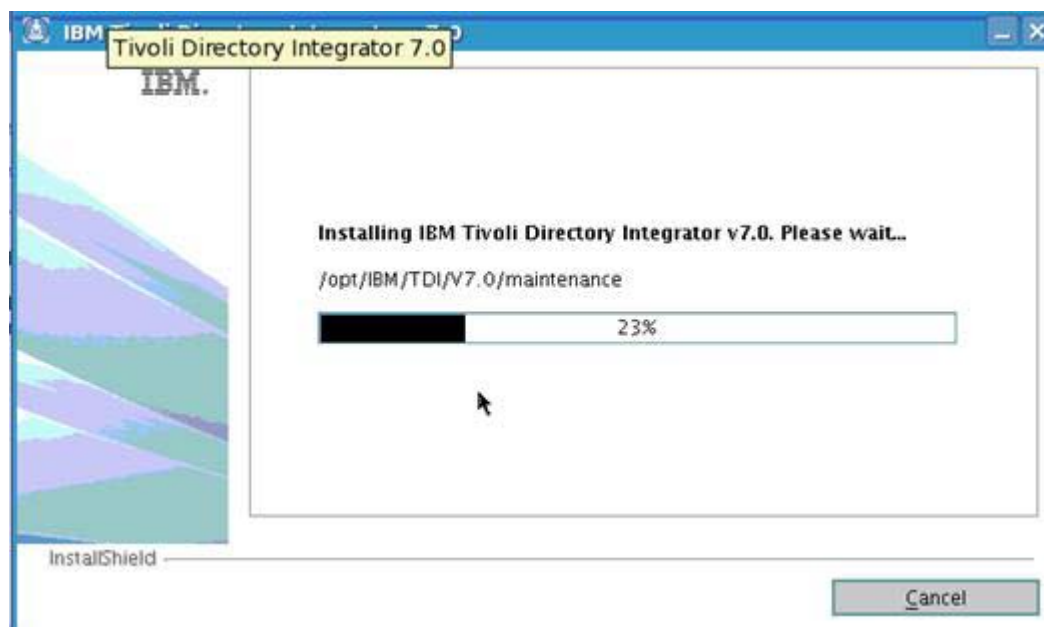 IBM
Tivoli Directory Integrator 7.0
IBM.
Installing IBM Tivoli Directory Integrator v7.0. Please wait...
/opt/IBM/TDI/V7.0/maintenance
23%
InstallShield
Cancel